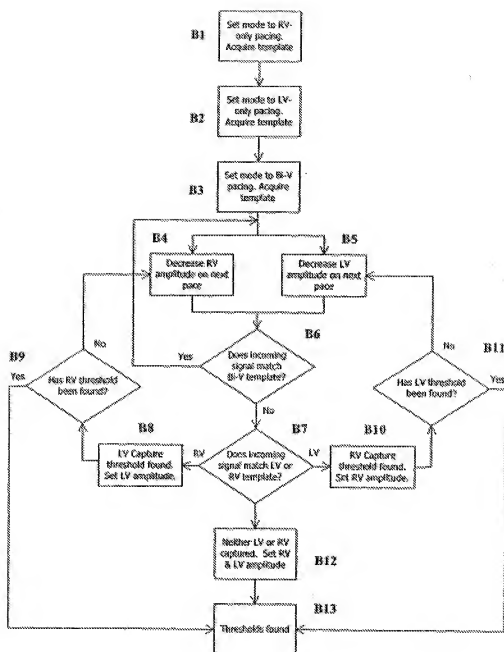 B1
Set mode to RV-
only pacing.
Acquire template
B2
Set mode to LV-
only pacing.
Acquire template
B3
Set mode to Bi-V
pacing. Acquire
template
B4
Decrease RV
amplitude on next
pace
B5
Decrease LV
amplitude on next
pace
B6
Does incoming
signal match
Bi-V template?
Yes
No
B9
Yes
No
Has RV threshold
been found?
B11
No
Yes
Has LV threshold
been found?
B8
LV Capture
threshold found.
Set LV amplitude.
RV
B7
Does incoming
signal match LV or
RV template?
LV
B10
RV Capture
threshold found.
Set RV amplitude.
B12
Neither LV or RV
captured. Set RV
& LV amplitude
B13
Thresholds found